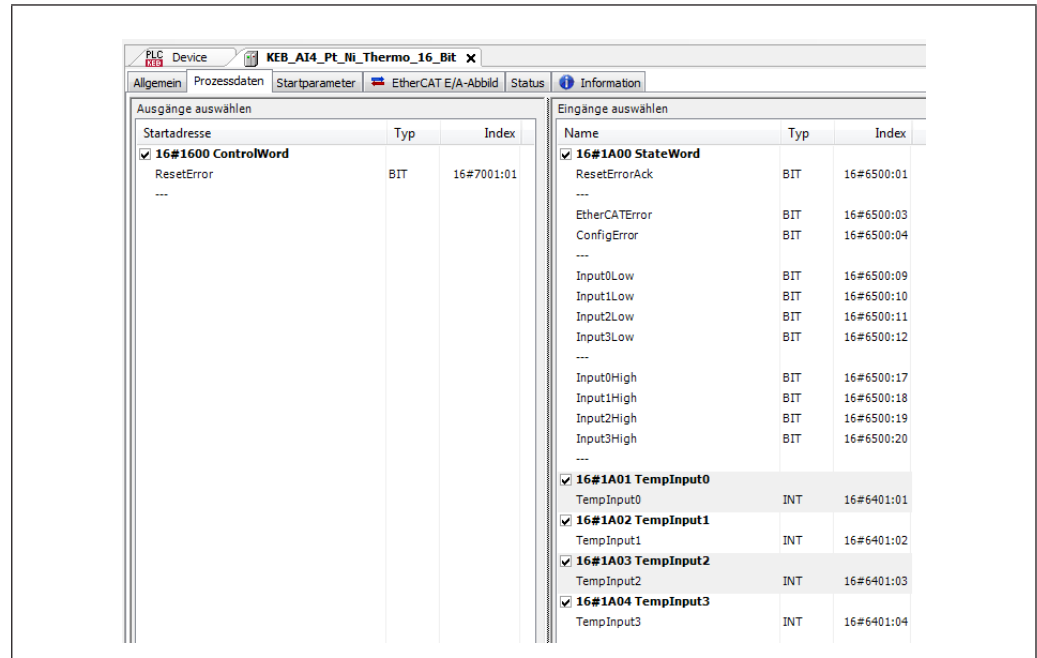 PLC KEB Device KEB_AI4_Pt_Ni_Thermo_16_Bit x
Allgemein Prozessdaten Startparameter EtherCAT E/A-Abbild Status Information
Ausgänge auswählen
Startadresse Typ Index
16#1600 ControlWord
ResetError BIT 16#7001:01
---
Eingänge auswählen
Name Typ Index
16#1A00 StateWord
ResetErrorAck BIT 16#6500:01
---
EtherCATError BIT 16#6500:03
ConfigError BIT 16#6500:04
---
Input0Low BIT 16#6500:09
Input1Low BIT 16#6500:10
Input2Low BIT 16#6500:11
Input3Low BIT 16#6500:12
---
Input0High BIT 16#6500:17
Input1High BIT 16#6500:18
Input2High BIT 16#6500:19
Input3High BIT 16#6500:20
---
16#1A01 TempInput0
TempInput0 INT 16#6401:01
16#1A02 TempInput1
TempInput1 INT 16#6401:02
16#1A03 TempInput2
TempInput2 INT 16#6401:03
16#1A04 TempInput3
TempInput3 INT 16#6401:04